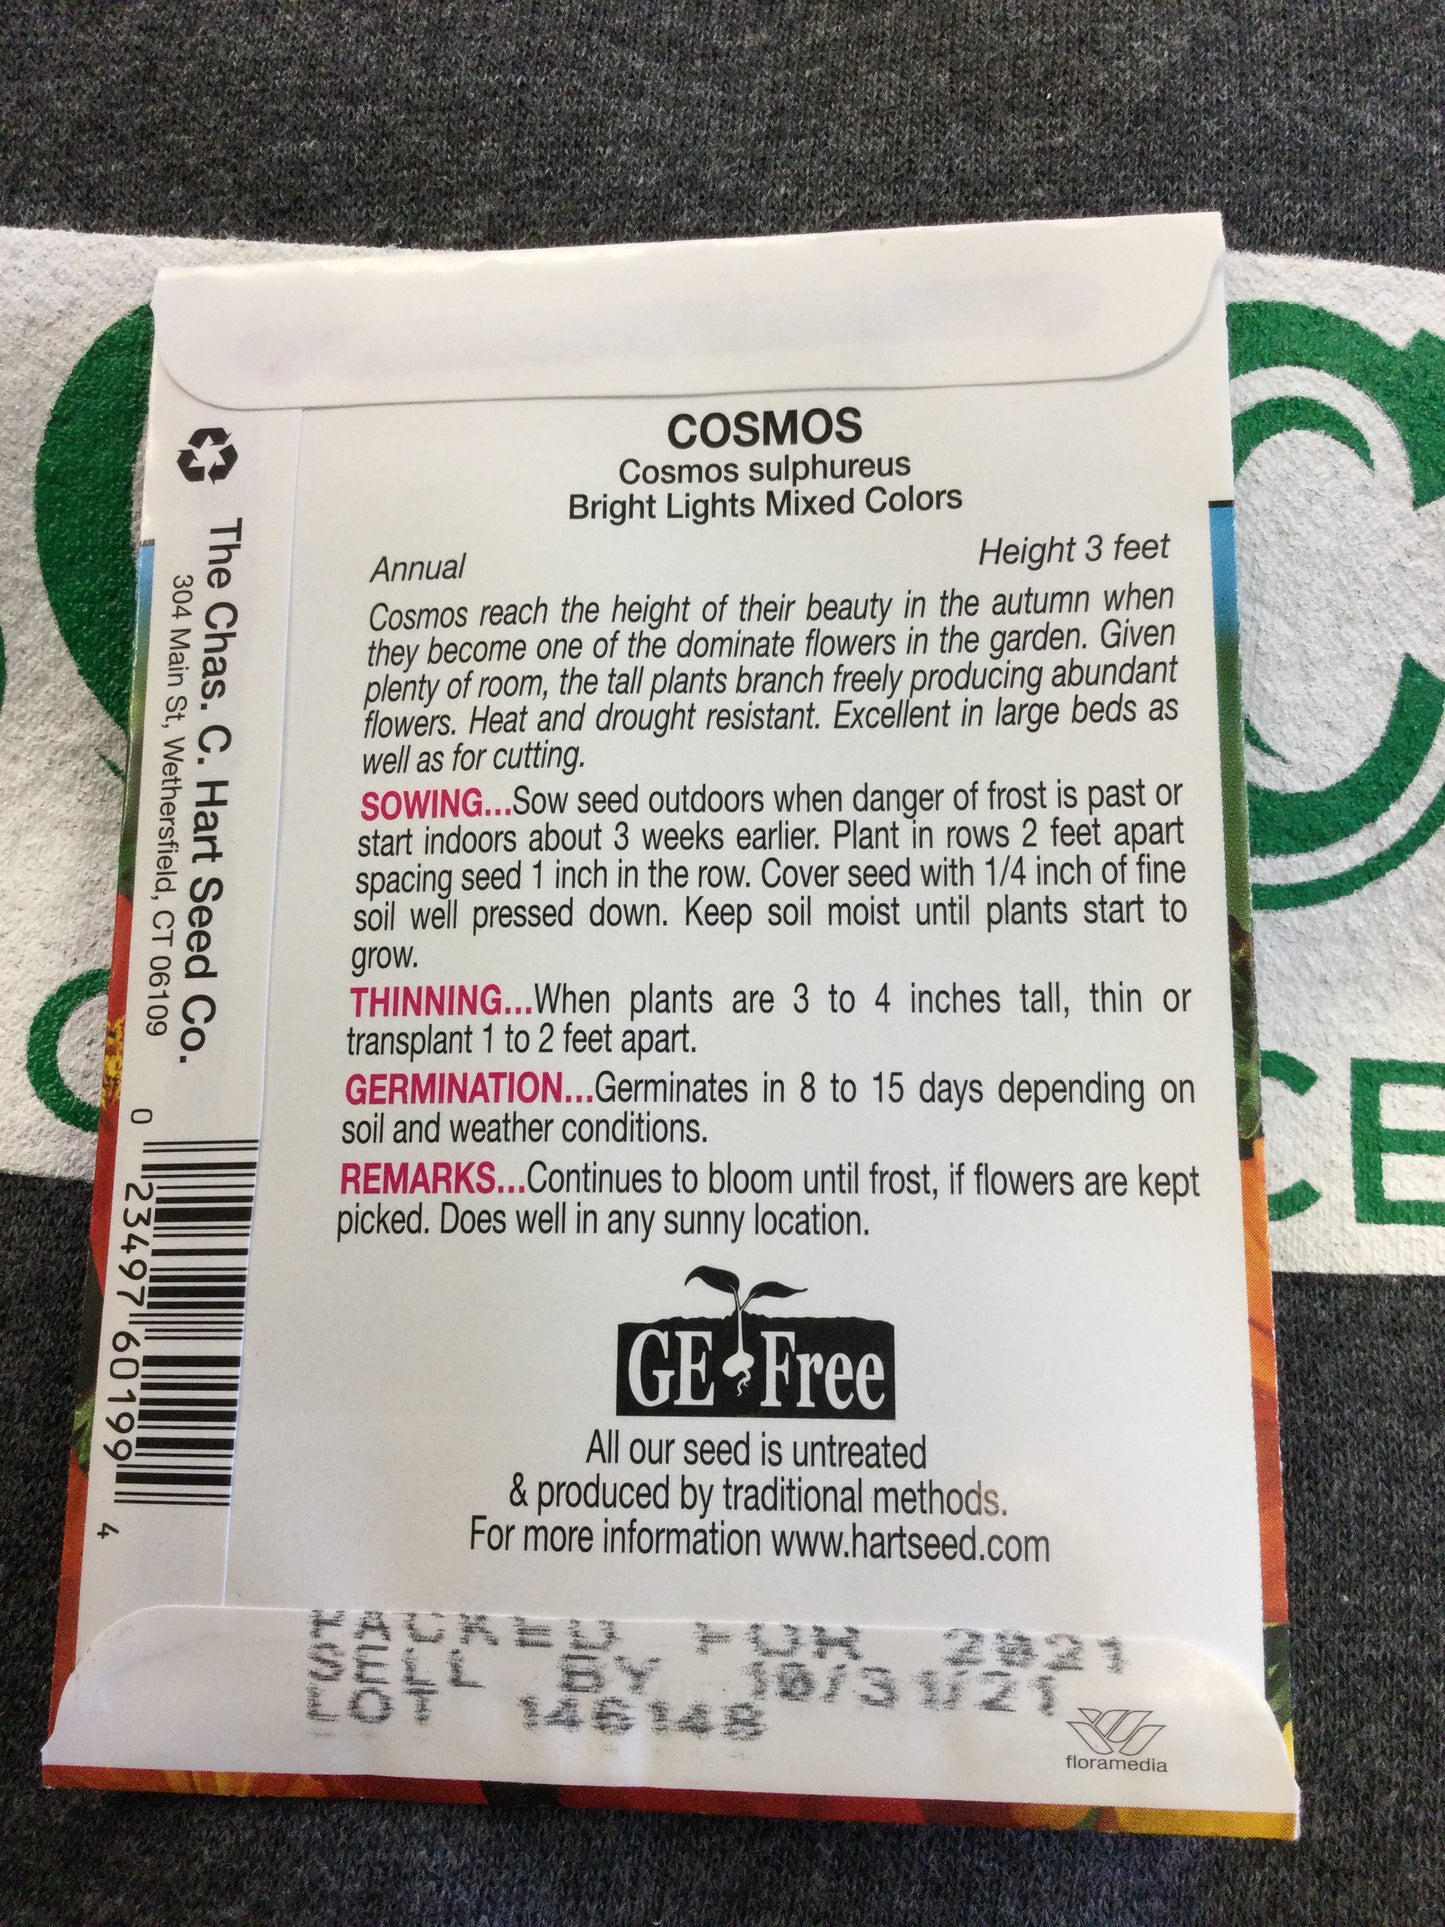 COSMOS
Cosmos sulphureus
Bright Lights Mixed Colors
Annual
Height 3 feet
Cosmos reach the height of their beauty in the autumn when
they become one of the dominate flowers in the garden. Given
plenty of room, the tall plants branch freely producing abundant
flowers. Heat and drought resistant. Excellent in large beds as
well as for cutting.
SOWING...Sow seed outdoors when danger of frost is past or
start indoors about 3 weeks earlier. Plant in rows 2 feet apart
spacing seed 1 inch in the row. Cover seed with 1/4 inch of fine
soil well pressed down. Keep soil moist until plants start to
grow.
THINNING...When plants are 3 to 4 inches tall, thin or
transplant 1 to 2 feet apart.
GERMINATION...Germinates in 8 to 15 days depending on
soil and weather conditions.
REMARKS...Continues to bloom until frost, if flowers are kept
picked. Does well in any sunny location.
GE Free
All our seed is untreated
& produced by traditional methods.
For more information www.hartseed.com
PACKED FOR 2021
SELL BY 10/31/21
LOT 146148
floramedia
The Chas. C. Hart Seed Co.
304 Main St, Wethersfield, CT 06109
0 23497 60199 4
CE